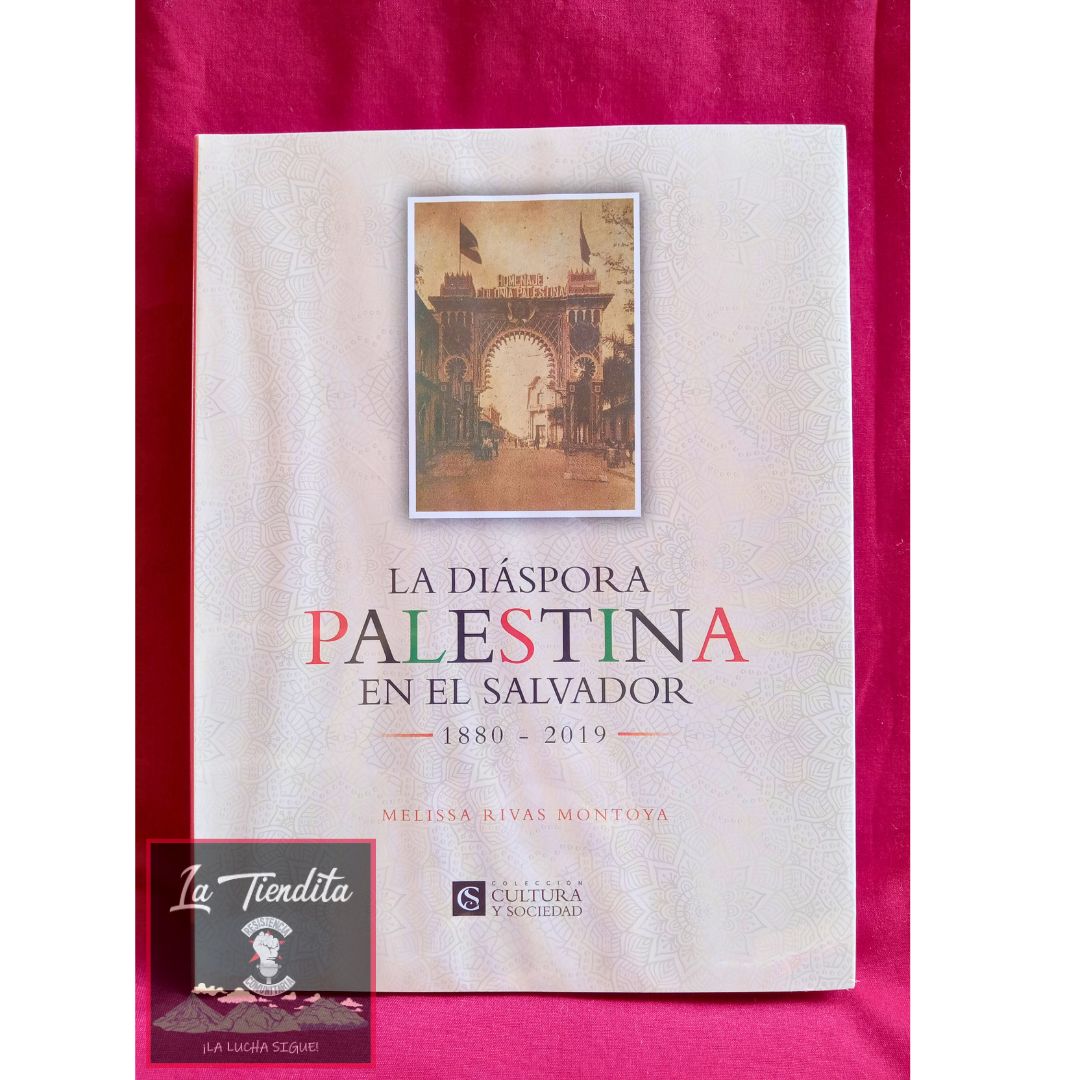 HOMENAJE
COLONIA PALESTINA
LA DIÁSPORA
PALESTINA
EN EL SALVADOR
1880 - 2019
MELISSA RIVAS MONTOYA
CS
COLECCIÓN
CULTURA
Y SOCIEDAD
La Tiendita
RESISTENCIA
COMUNITARIA
¡LA LUCHA SIGUE!